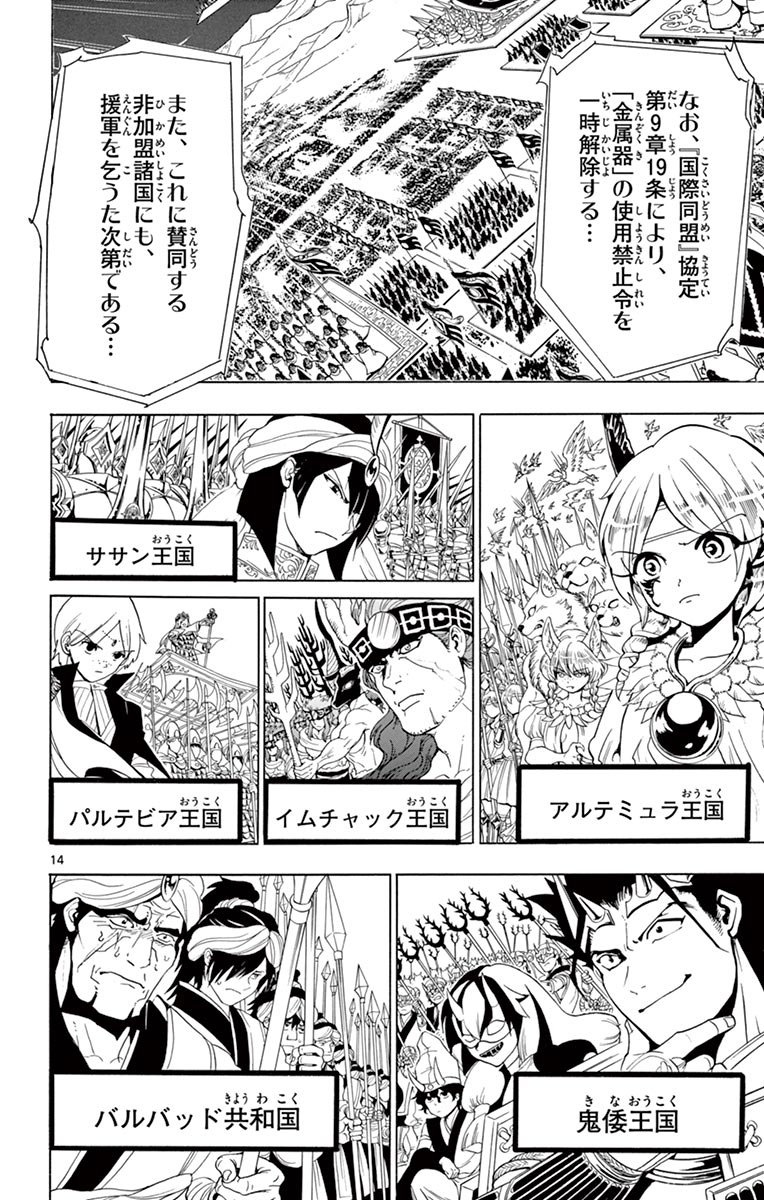 なお、『国際同盟』協定
第9章19条により、
「金属器」の使用禁止令を
一時解除する…
また、これに賛同する
非加盟諸国にも、
援軍を乞うた次第である…
アルテミュラ王国
ササン王国
イムチャック王国
パルテビア王国
14
鬼倭王国
バルバッド共和国